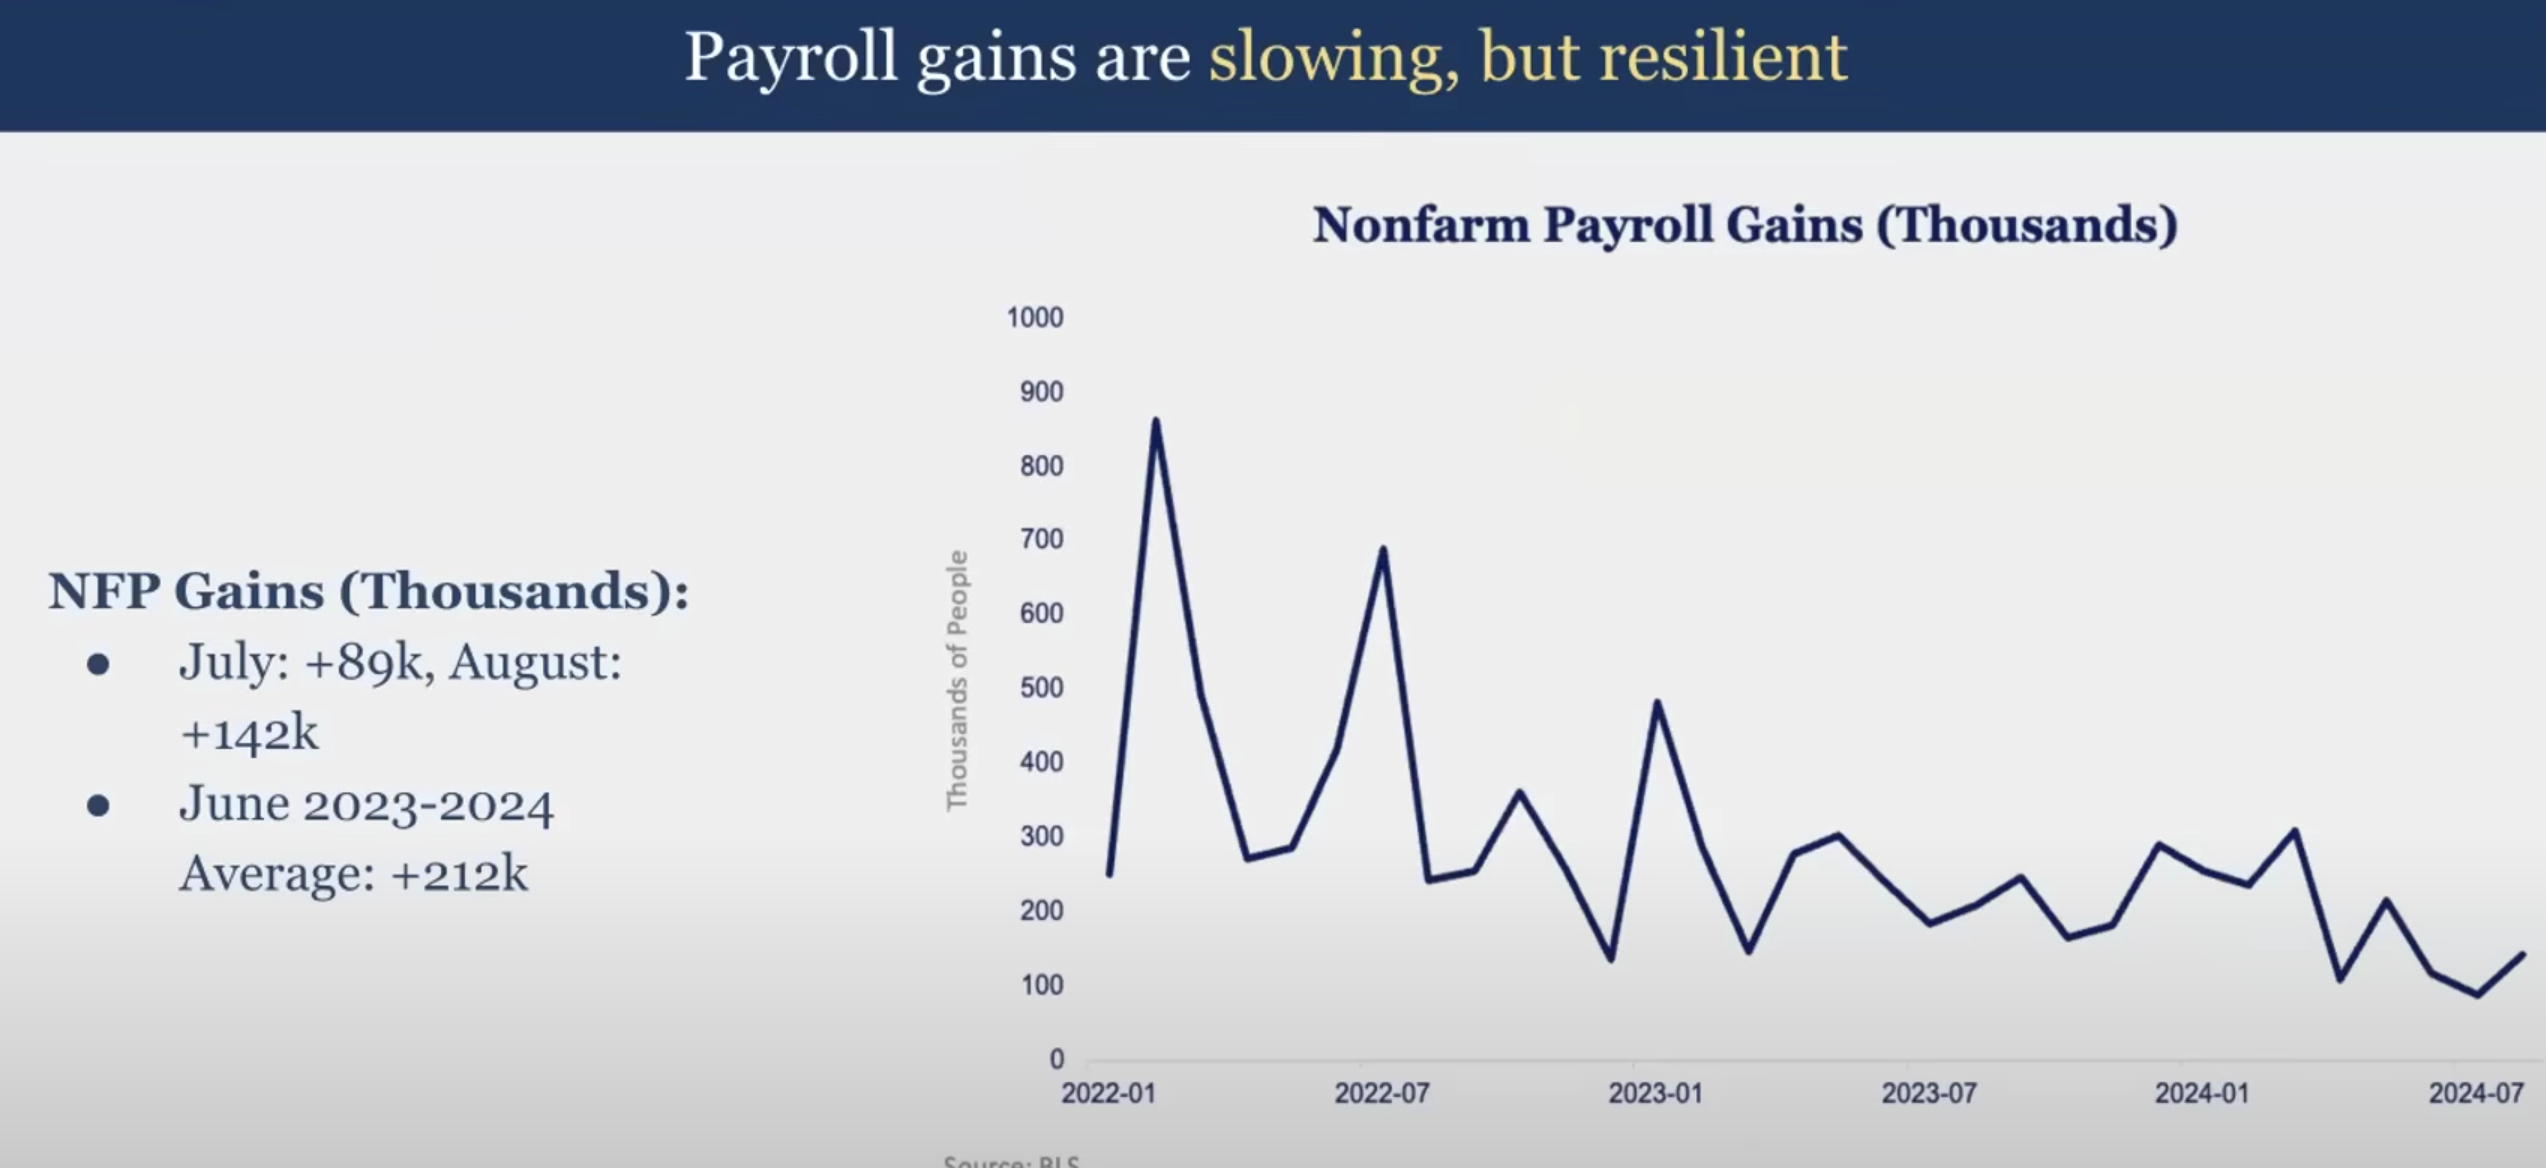 Payroll gains are slowing, but resilient
Nonfarm Payroll Gains (Thousands)
NFP Gains (Thousands):
● July: +89k, August:
+142k
● June 2023-2024
Average: +212k
Thousands of People
1000
900
800
700
600
500
400
300
200
100
0
2022-01 2022-07 2023-01 2023-07 2024-01 2024-07
Source: BLS